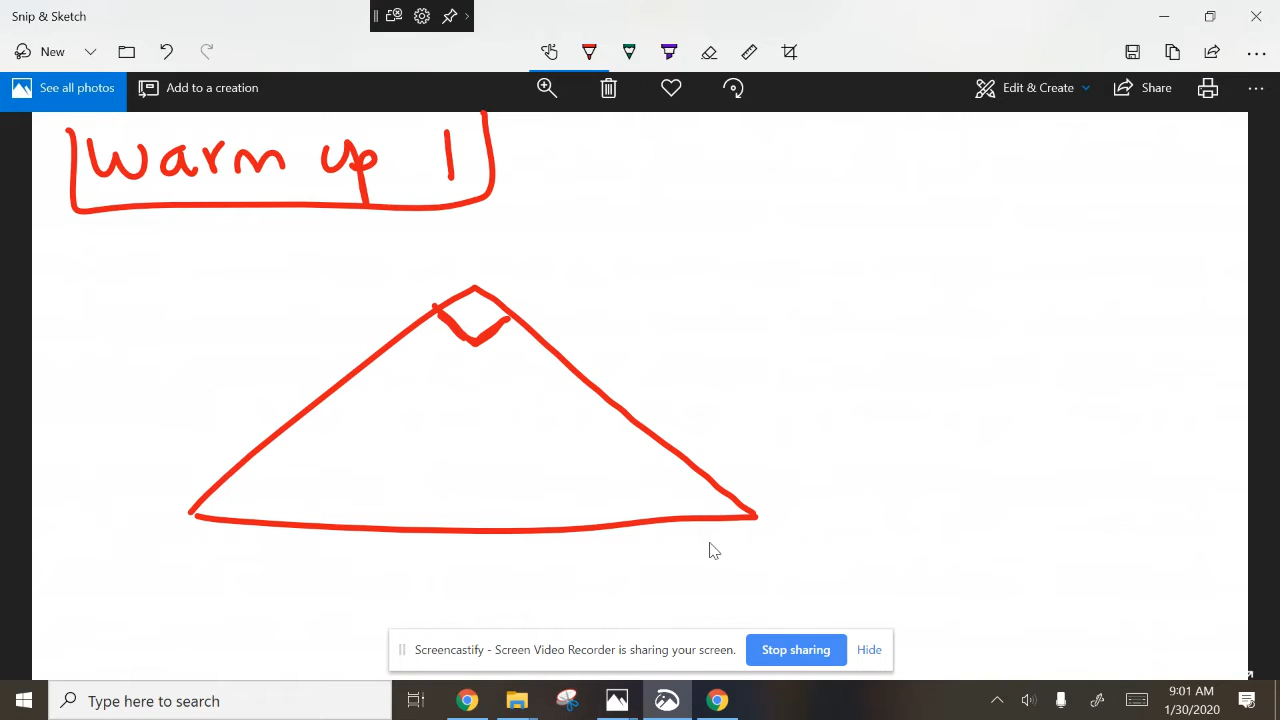 Snip & Sketch
New
See all photos
Add to a creation
Edit & Create
Share
Warm up 1
Screencastify - Screen Video Recorder is sharing your screen.
Stop sharing
Hide
Type here to search
9:01 AM
1/30/2020